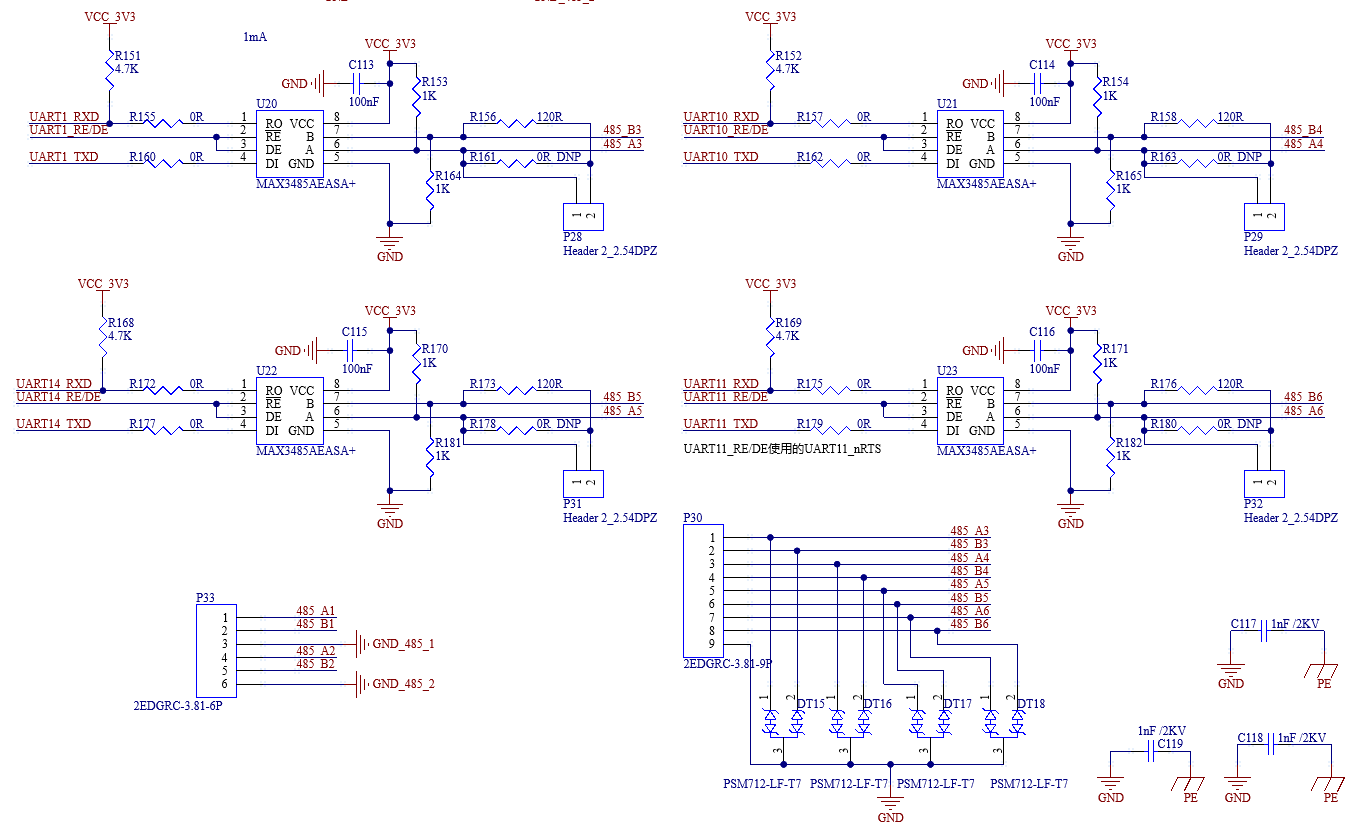 VCC_3V3
R151
4.7K
1mA
VCC_3V3
C113
GND
100nF
R153
1K
U20
UART1_RXD
R155 0R
1 RO VCC 8
R156 120R
UART1_RE/DE
2 RE B 7
485_B3
3 DE A 6
485_A3
UART1_TXD
R160 0R
4 DI GND 5
R161 0R_DNP
MAX3485AEASA+
R164
1K
1 2
P28
Header 2_2.54DPZ
GND
VCC_3V3
R152
4.7K
VCC_3V3
C114
GND
100nF
R154
1K
U21
UART10_RXD
R157 0R
1 RO VCC 8
R158 120R
UART10_RE/DE
2 RE B 7
485_B4
3 DE A 6
485_A4
UART10_TXD
R162 0R
4 DI GND 5
R163 0R_DNP
MAX3485AEASA+
R165
1K
1 2
P29
Header 2_2.54DPZ
GND
VCC_3V3
R168
4.7K
VCC_3V3
C115
GND
100nF
R170
1K
U22
UART14_RXD
R172 0R
1 RO VCC 8
R173 120R
UART14_RE/DE
2 RE B 7
485_B5
3 DE A 6
485_A5
UART14_TXD
R177 0R
4 DI GND 5
R178 0R_DNP
MAX3485AEASA+
R181
1K
1 2
P31
Header 2_2.54DPZ
GND
VCC_3V3
R169
4.7K
VCC_3V3
C116
GND
100nF
R171
1K
U23
UART11_RXD
R175 0R
1 RO VCC 8
R176 120R
UART11_RE/DE
2 RE B 7
485_B6
3 DE A 6
485_A6
UART11_TXD
R179 0R
4 DI GND 5
R180 0R_DNP
UART11_RE/DE使用的UART11_nRTS
MAX3485AEASA+
R182
1K
1 2
P32
Header 2_2.54DPZ
GND
P30
1 485_A3
2 485_B3
3 485_A4
4 485_B4
5 485_A5
6 485_B5
7 485_A6
8 485_B6
9
2EDGRC-3.81-9P
1 2 DT15
1 2 DT16
1 2 DT17
1 2 DT18
3 3 3 3
PSM712-LF-T7 PSM712-LF-T7 PSM712-LF-T7 PSM712-LF-T7
GND
P33
1 485_A1
2 485_B1
3 GND_485_1
4 485_A2
5 485_B2
6 GND_485_2
2EDGRC-3.81-6P
C117 1nF /2KV
GND PE
1nF /2KV
C119
GND PE
C118 1nF /2KV
GND PE